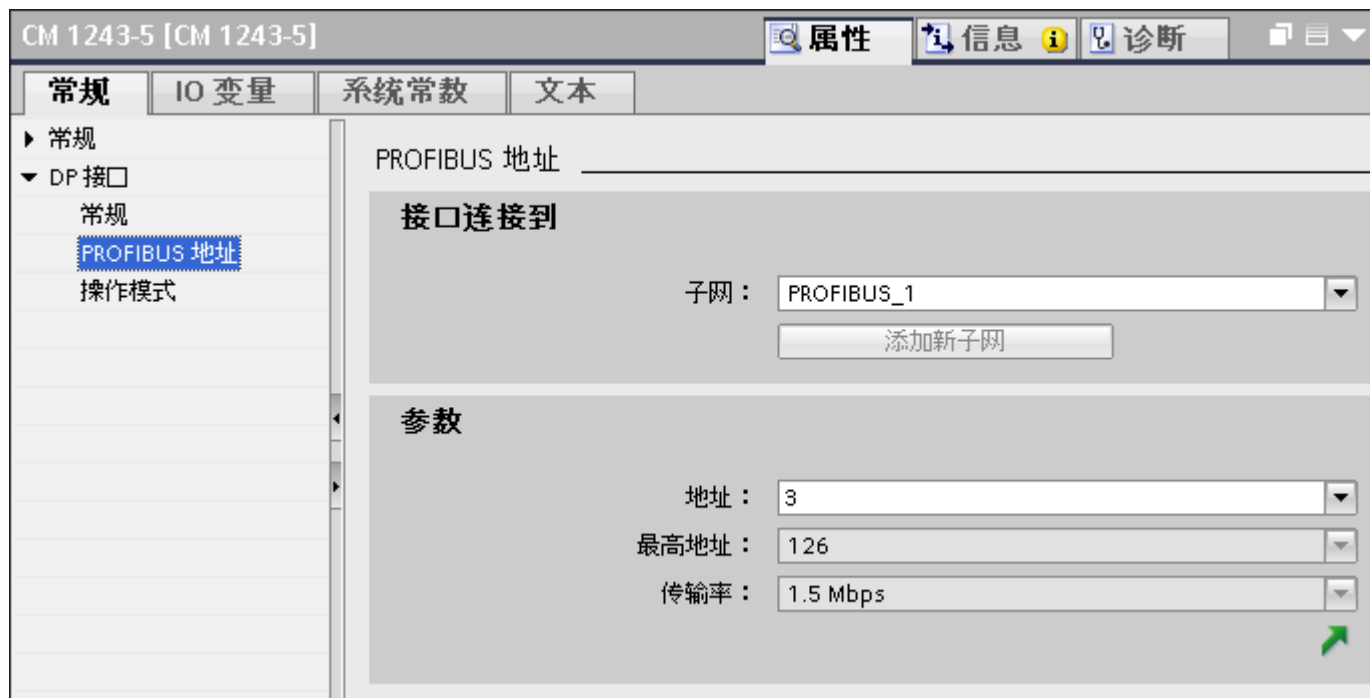 CM 1243-5 [CM 1243-5]
属性
信息
诊断
常规
IO 变量
系统常数
文本
常规
DP 接口
常规
PROFIBUS 地址
操作模式
PROFIBUS 地址
接口连接到
子网：
PROFIBUS_1
添加新子网
参数
地址：
3
最高地址：
126
传输率：
1.5 Mbps